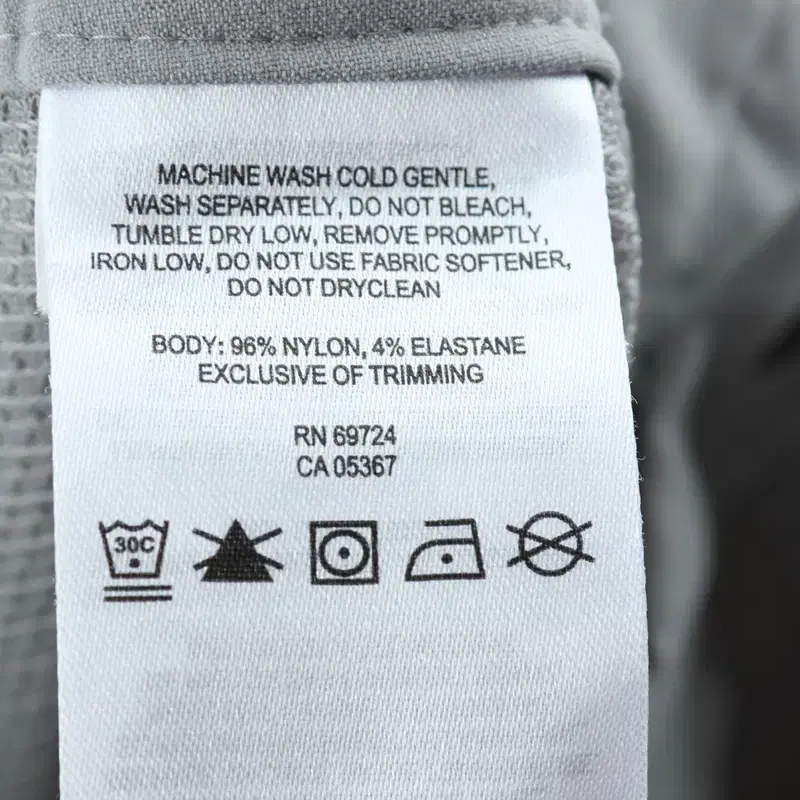 MACHINE WASH COLD GENTLE,
WASH SEPARATELY, DO NOT BLEACH,
TUMBLE DRY LOW, REMOVE PROMPTLY,
IRON LOW, DO NOT USE FABRIC SOFTENER,
DO NOT DRYCLEAN
BODY: 96% NYLON, 4% ELASTANE
EXCLUSIVE OF TRIMMING
RN 69724
CA 05367
30C